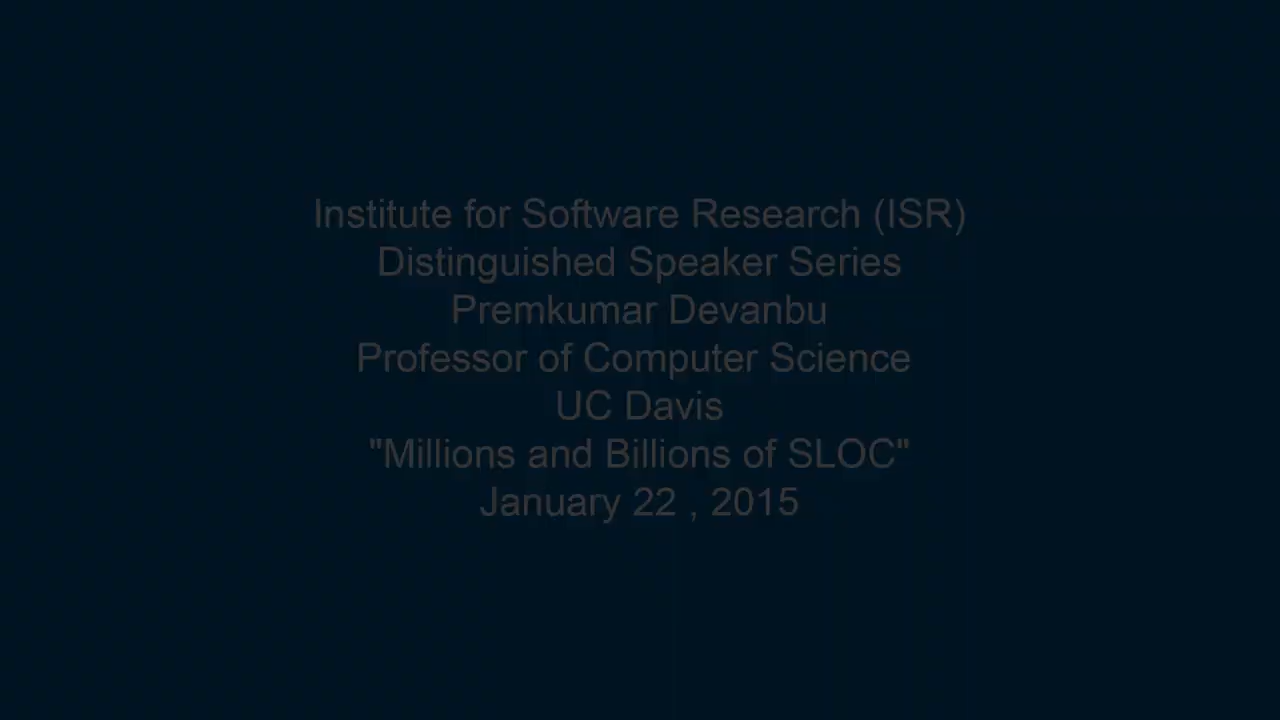 Institute for Software Research (ISR)
Distinguished Speaker Series
Premkumar Devanbu
Professor of Computer Science
UC Davis
"Millions and Billions of SLOC"
January 22 , 2015